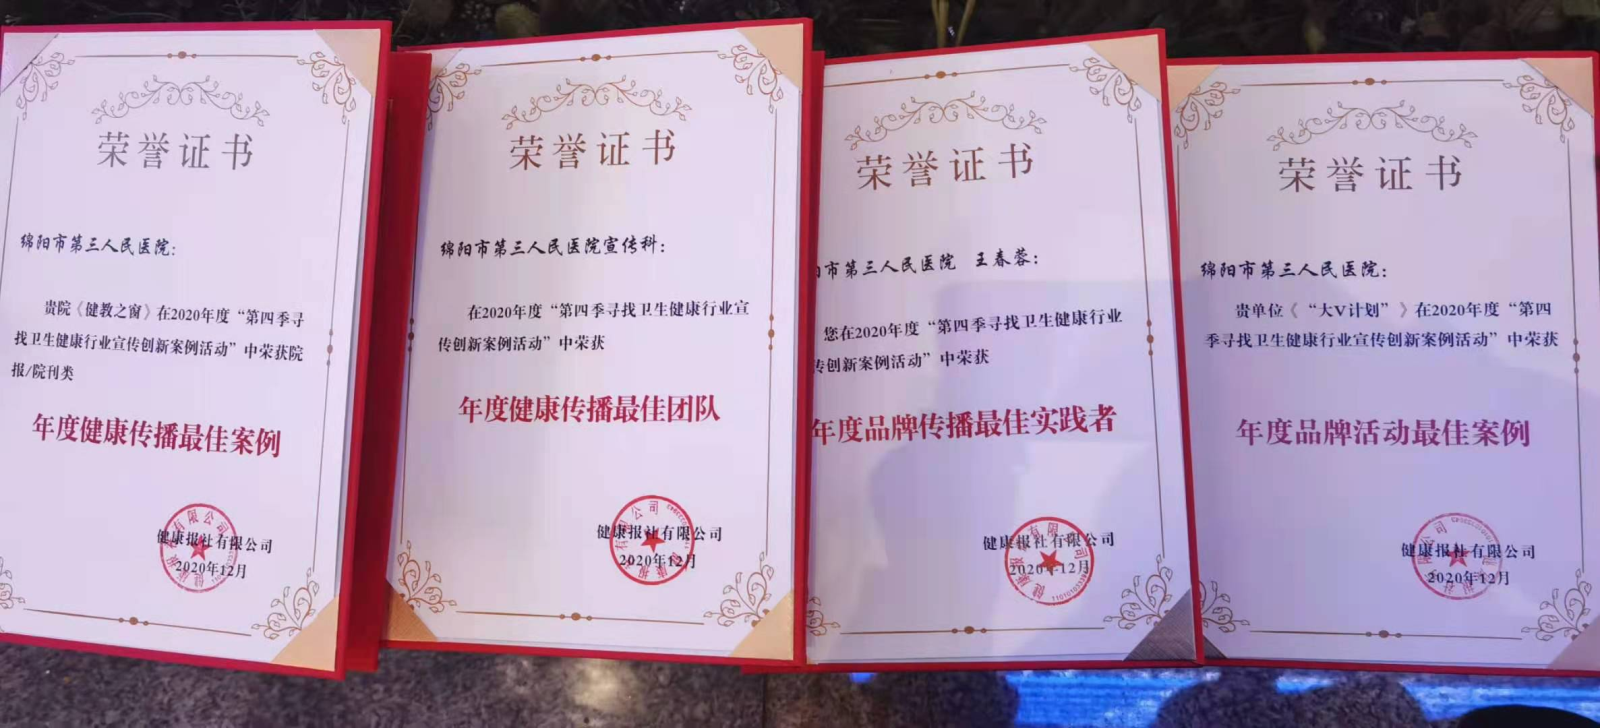 荣誉证书
绵阳市第三人民医院：
贵院《健教之窗》在2020年度“第四季寻
找卫生健康行业宣传创新案例活动”中荣获院
报/院刊类
年度健康传播最佳案例
健康报社有限公司
2020年12月
荣誉证书
绵阳市第三人民医院宣传科：
在2020年度“第四季寻找卫生健康行业宣
传创新案例活动”中荣获
年度健康传播最佳团队
健康报社有限公司
2020年12月
荣誉证书
市第三人民医院 王春蓉：
您在2020年度“第四季寻找卫生健康行业
传创新案例活动”中荣获
年度品牌传播最佳实践者
健康报社有限公司
2020年12月
荣誉证书
绵阳市第三人民医院：
贵单位《“大V计划”》在2020年度“第四
季寻找卫生健康行业宣传创新案例活动”中荣获
年度品牌活动最佳案例
健康报社有限公司
2020年12月